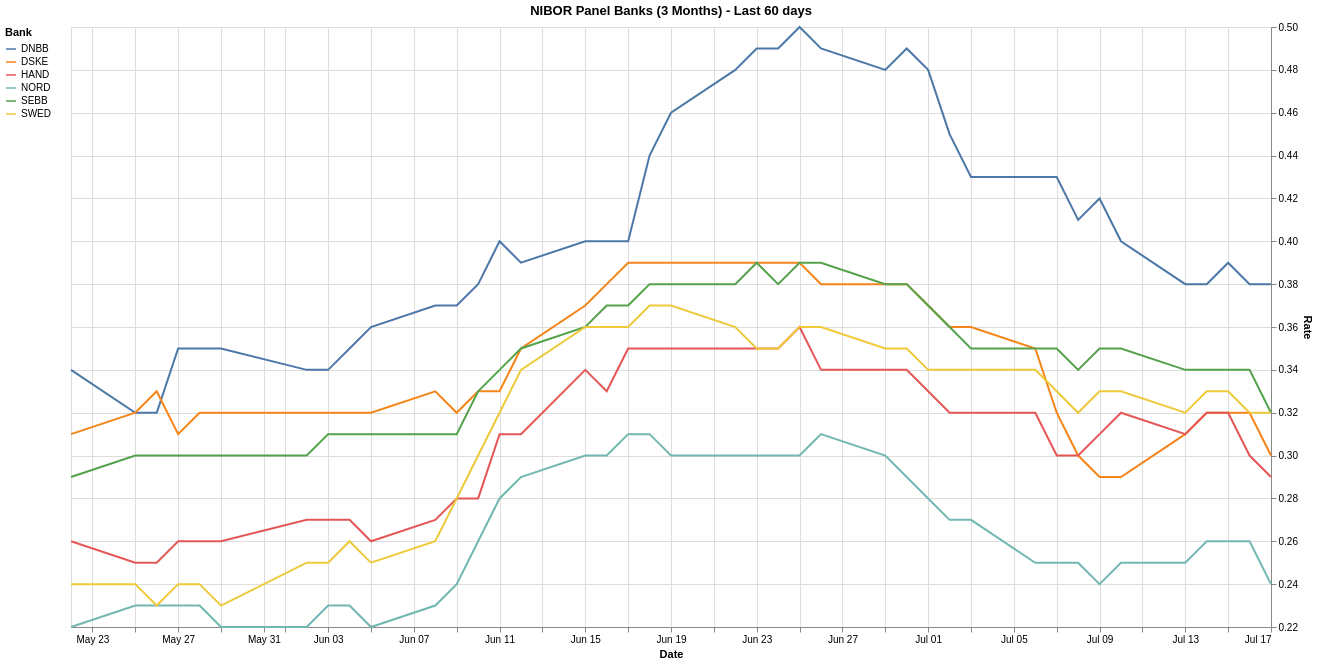 NIBOR Panel Banks (3 Months) - Last 60 days
Bank
DNBB
DSKE
HAND
NORD
SEBB
SWED
0.50
0.48
0.46
0.44
0.42
0.40
0.38
0.36
0.34
0.32
0.30
0.28
0.26
0.24
0.22
Rate
May 23 May 27 May 31 Jun 03 Jun 07 Jun 11 Jun 15 Jun 19 Jun 23 Jun 27 Jul 01 Jul 05 Jul 09 Jul 13 Jul 17
Date